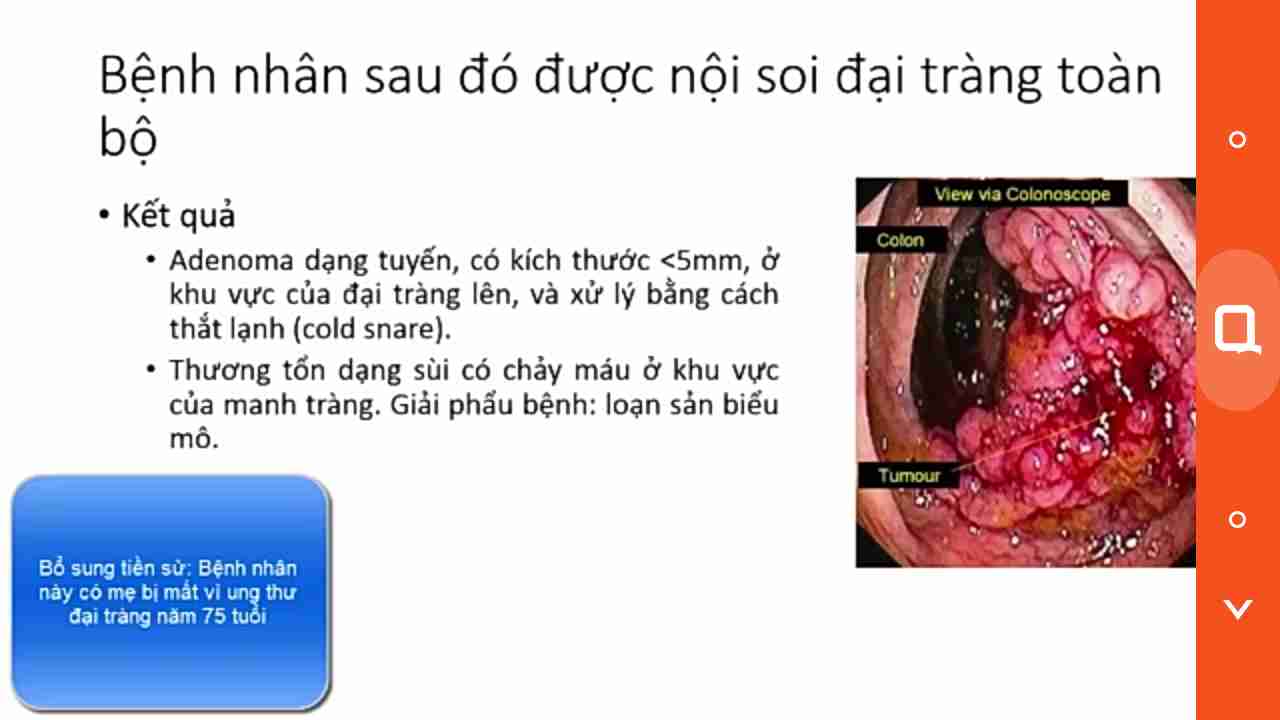 Bệnh nhân sau đó được nội soi đại tràng toàn
bộ
• Kết quả
• Adenoma dạng tuyến, có kích thước <5mm, ở
khu vực của đại tràng lên, và xử lý bằng cách
thắt lạnh (cold snare).
• Thương tổn dạng sùi có chảy máu ở khu vực
của manh tràng. Giải phẩu bệnh: loạn sản biểu
mô.
View via Colonoscope
Colon
Tumour
Bổ sung tiền sử: Bệnh nhân
này có mẹ bị mất vì ung thư
đại tràng năm 75 tuổi